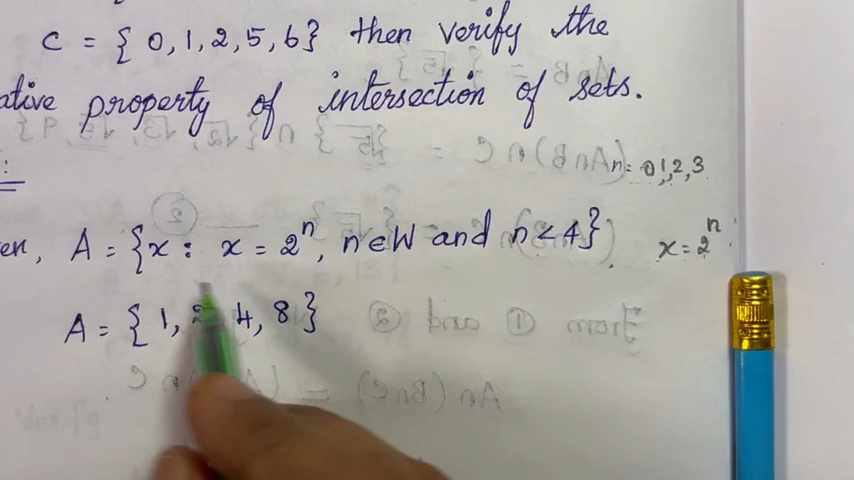 C = { 0, 1, 2, 5, 6 } then verify the
ative property of intersection of sets.
:
n = 0, 1, 2, 3
en, A = { x : x = 2ⁿ, n ∈ W and n < 4 }
x = 2ⁿ
A = { 1, 2, 4, 8 }